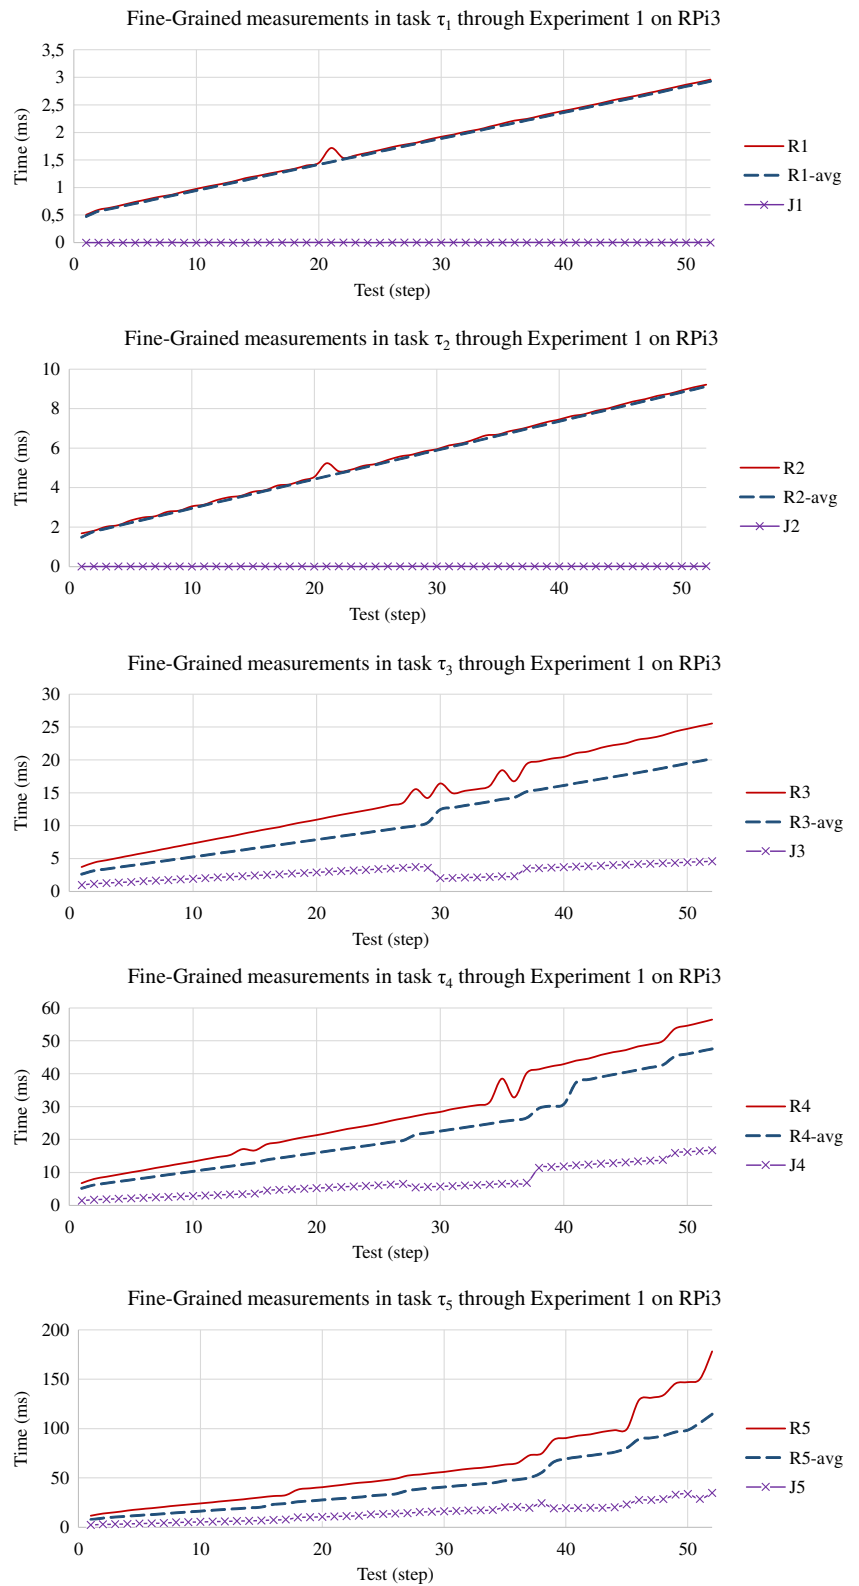 Fine-Grained measurements in task τ1 through Experiment 1 on RPi3
3,5
3
2,5
2
1,5
1
0,5
0
Time (ms)
0 10 20 30 40 50
Test (step)
R1
R1-avg
J1
Fine-Grained measurements in task τ2 through Experiment 1 on RPi3
10
8
6
4
2
0
Time (ms)
0 10 20 30 40 50
Test (step)
R2
R2-avg
J2
Fine-Grained measurements in task τ3 through Experiment 1 on RPi3
30
25
20
15
10
5
0
Time (ms)
0 10 20 30 40 50
Test (step)
R3
R3-avg
J3
Fine-Grained measurements in task τ4 through Experiment 1 on RPi3
60
50
40
30
20
10
0
Time (ms)
0 10 20 30 40 50
Test (step)
R4
R4-avg
J4
Fine-Grained measurements in task τ5 through Experiment 1 on RPi3
200
150
100
50
0
Time (ms)
0 10 20 30 40 50
Test (step)
R5
R5-avg
J5